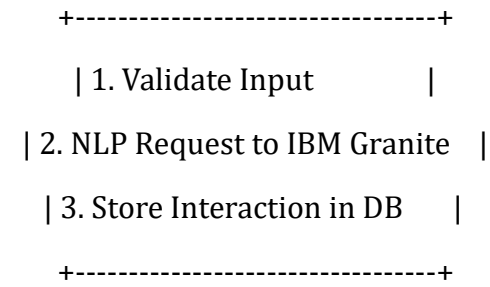 +----------------------------------+
| 1. Validate Input |
| 2. NLP Request to IBM Granite |
| 3. Store Interaction in DB |
+----------------------------------+